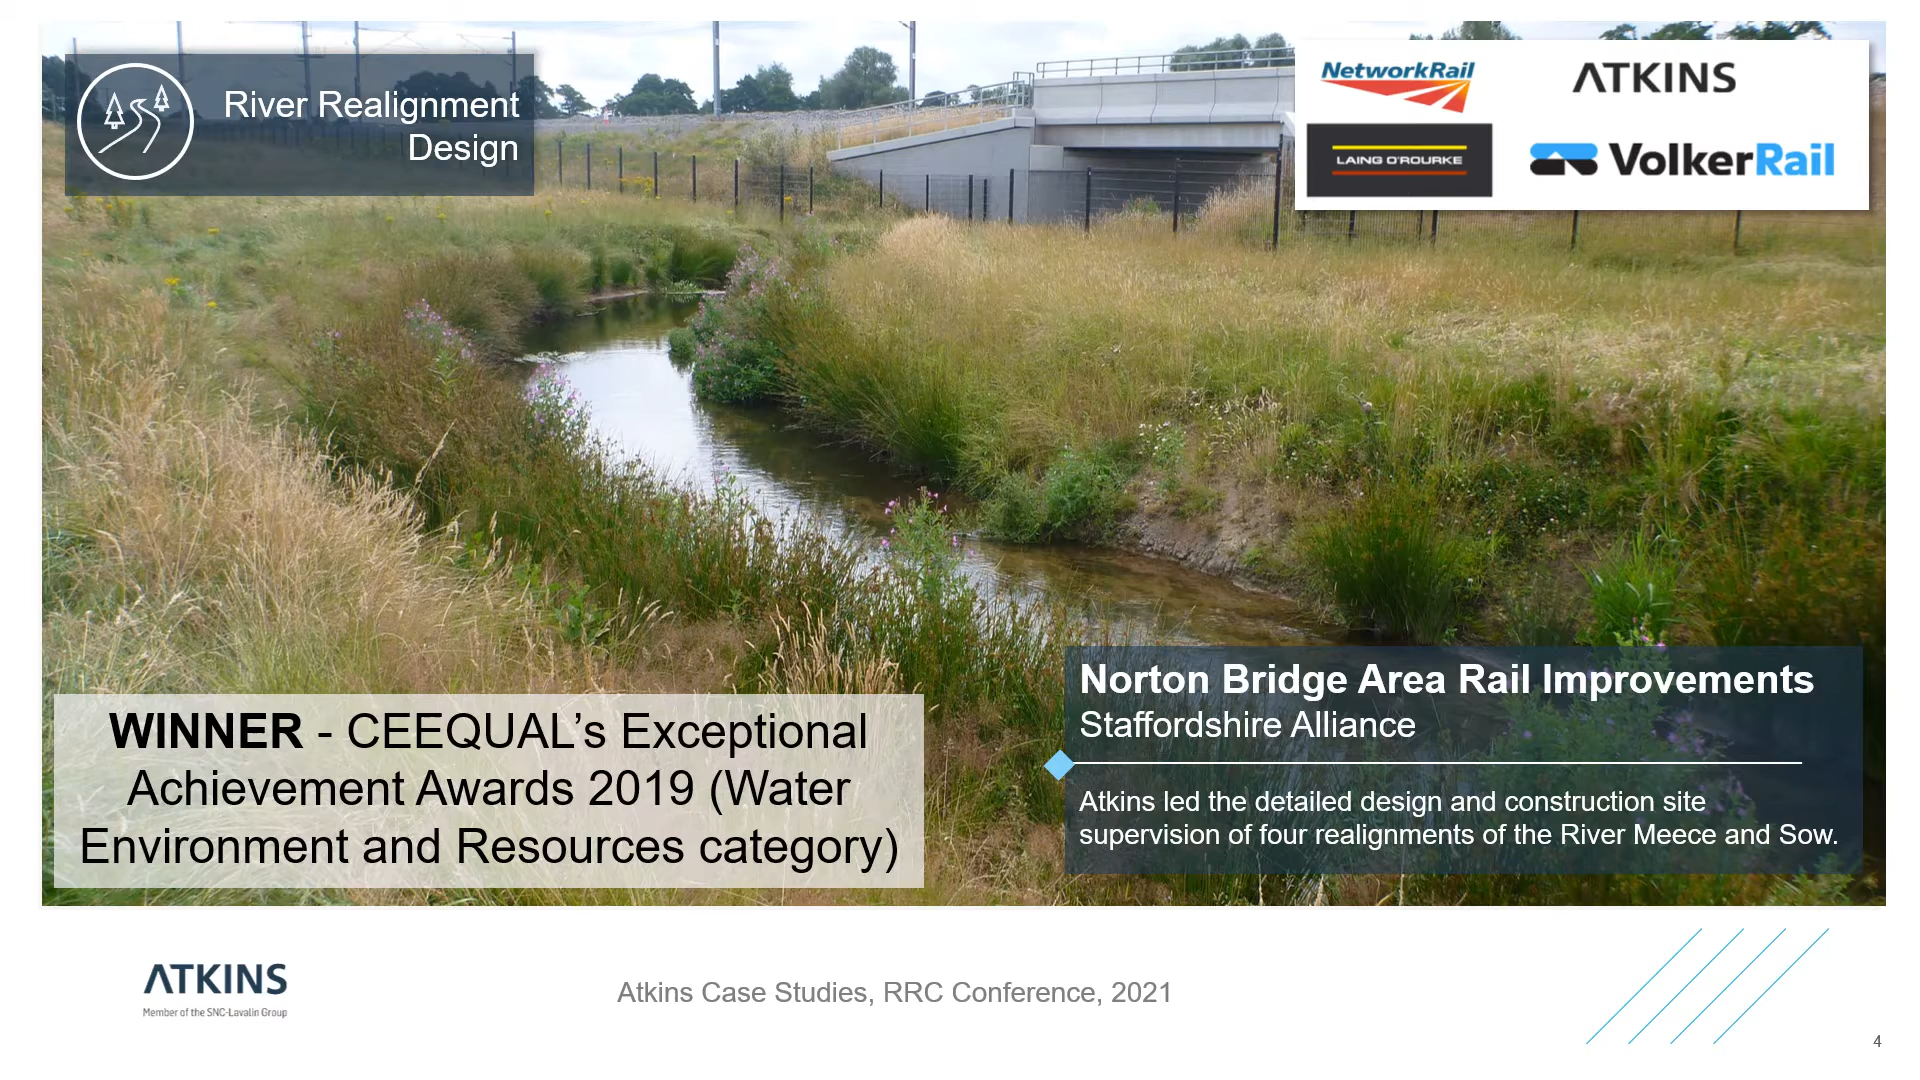 River Realignment
Design
NetworkRail
ATKINS
LAING O'ROURKE
VolkerRail
WINNER - CEEQUAL’s Exceptional
Achievement Awards 2019 (Water
Environment and Resources category)
Norton Bridge Area Rail Improvements
Staffordshire Alliance
Atkins led the detailed design and construction site
supervision of four realignments of the River Meece and Sow.
ATKINS
Member of the SNC-Lavalin Group
Atkins Case Studies, RRC Conference, 2021
4